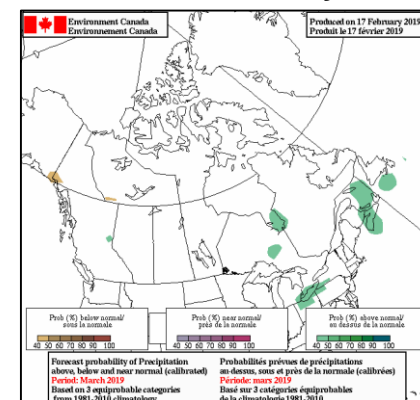 Environment Canada
Environnement Canada
Produced on 17 February 2019
Produit le 17 février 2019
Prob (%) below normal/
sous le normale
40 50 60 70 80 90 100
Prob (%) near normal/
près de la normale
40 50 60 70 80 90 100
Prob (%) above normal/
au dessus de la normale
40 50 60 70 80 90 100
Forecast probability of Precipitation
above, below and near normal (calibrated)
Period: March 2019
Based on 3 equiprobable categories
from 1981-2010 climatology
Probabilités prévues de précipitations
au-dessus, sous et près de la normale (calibrées)
Période: mars 2019
Basé sur 3 catégories équiprobables
de la climatologie 1981-2010